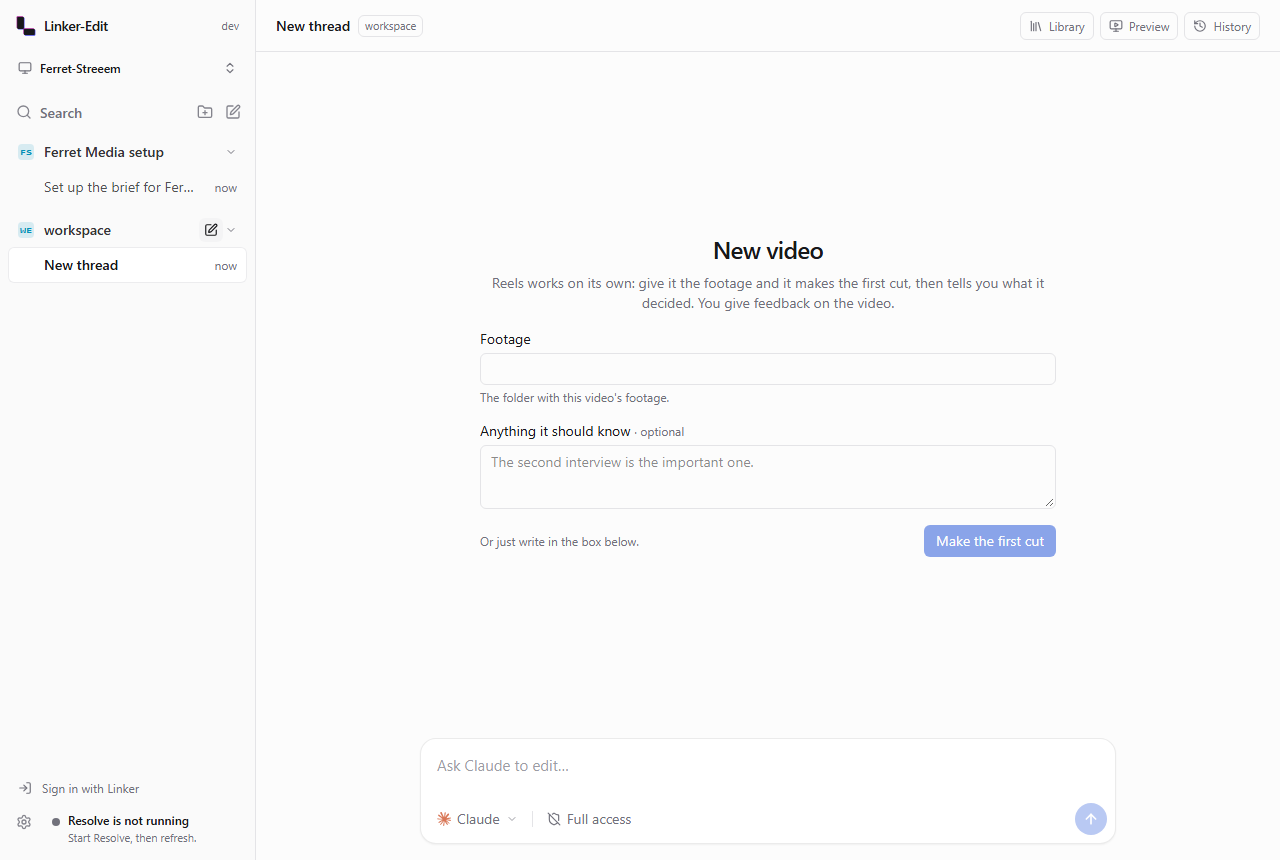 Linker-Edit
dev
Ferret-Streeem
Search
FS
Ferret Media setup
Set up the brief for Fer...
now
WE
workspace
New thread
now
Sign in with Linker
Resolve is not running
Start Resolve, then refresh.
New thread
workspace
Library
Preview
History
New video
Reels works on its own: give it the footage and it makes the first cut, then tells you what it
decided. You give feedback on the video.
Footage
The folder with this video's footage.
Anything it should know · optional
The second interview is the important one.
Or just write in the box below.
Make the first cut
Ask Claude to edit...
Claude
Full access